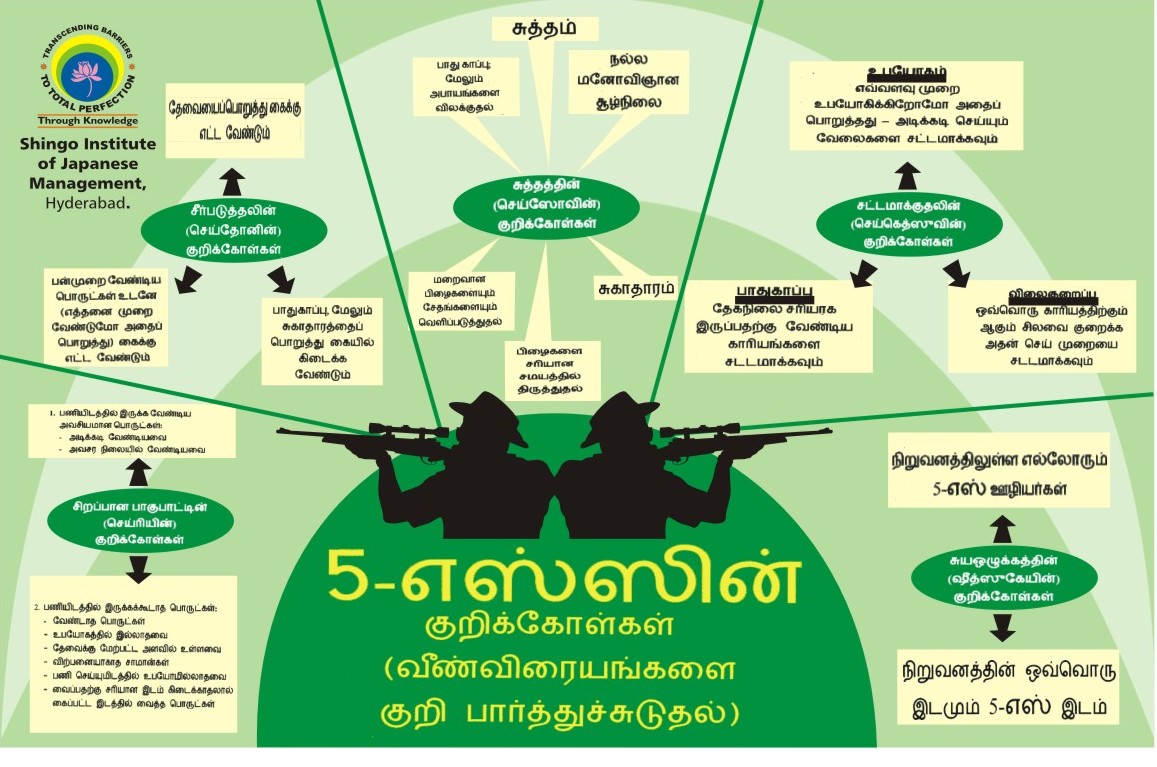 TRANSCENDING BARRIERS
TO TOTAL PERFECTION
Through Knowledge
Shingo Institute
of Japanese
Management,
Hyderabad.
தேவையைப்பொறுத்து கைக்கு
எட்ட வேண்டும்
சீர்படுத்தலின்
(செய்தோனின்)
குறிக்கோள்கள்
பன்முறை வேண்டிய
பொருட்கள் உடனே
(எத்தனை முறை
வேண்டுமோ அதைப்
பொறுத்து) கைக்கு
எட்ட வேண்டும்
பாதுகாப்பு, மேலும்
சுகாதாரத்தைப்
பொறுத்து கையில்
கிடைக்க
வேண்டும்
சுத்தம்
பாது காப்பு;
மேலும்
அபாயங்களை
விலக்குதல்
நல்ல
மனோவிஞான
சூழ்நிலை
சுத்தத்தின்
(செய்ஸோவின்)
குறிக்கோள்கள்
மறைவான
பிழைகளையும்
சேதங்களையும்
வெளிப்படுத்துதல்
சுகாதாரம்
பிழைகளை
சரியான
சமயத்தில்
திருத்துதல்
உபயோகம்
எவ்வளவு முறை
உபயோகிக்கிறோமோ அதைப்
பொறுத்தது – அடிக்கடி செய்யும்
வேலைகளை சட்டமாக்கவும்
சட்டமாக்குதலின்
(செய்கெத்ஸுவின்)
குறிக்கோள்கள்
பாதுகாப்பு
தேகநிலை சரியாக
இருப்பதற்கு வேண்டிய
காரியங்களை
சடடமாக்கவும்
விலைகுறைப்பு
ஒவ்வொரு காரியத்திற்கும்
ஆகும் சிலவை குறைக்க
அதன் செய் முறையை
சடடமாக்கவும்
1. பணியிடத்தில் இருக்க வேண்டிய
அவசியமான பொருட்கள்:
- அடிக்கடி வேண்டியவை
- அவசர நிலையில் வேண்டியவை
சிறப்பான பாகுபாட்டின்
(செய்ரியின்)
குறிக்கோள்கள்
2. பணியிடத்தில் இருக்கக்கூடாத பொருட்கள்:
- வேண்டாத பொருட்கள்
- உபயோகத்தில் இல்லாதவை
- தேவைக்கு மேற்பட்ட அளவில் உள்ளவை
- விற்பனையாகாத சாமான்கள்
- பணி செய்யுமிடத்தில் உபயோமில்லாதவை
- வைப்பதற்கு சரியான இடம் கிடைக்காதலால்
கைப்பட்ட இடத்தில் வைத்த பொருட்கள்
நிறுவனத்திலுள்ள எல்லோரும்
5-எஸ் ஊழியர்கள்
சுயஒழுக்கத்தின்
(ஷீத்ஸுகேயின்)
குறிக்கோள்கள்
நிறுவனத்தின் ஒவ்வொரு
இடமும் 5-எஸ் இடம்
5-எஸ்ஸின்
குறிக்கோள்கள்
(வீண்விரையங்களை
குறி பார்த்துச்சுடுதல்)